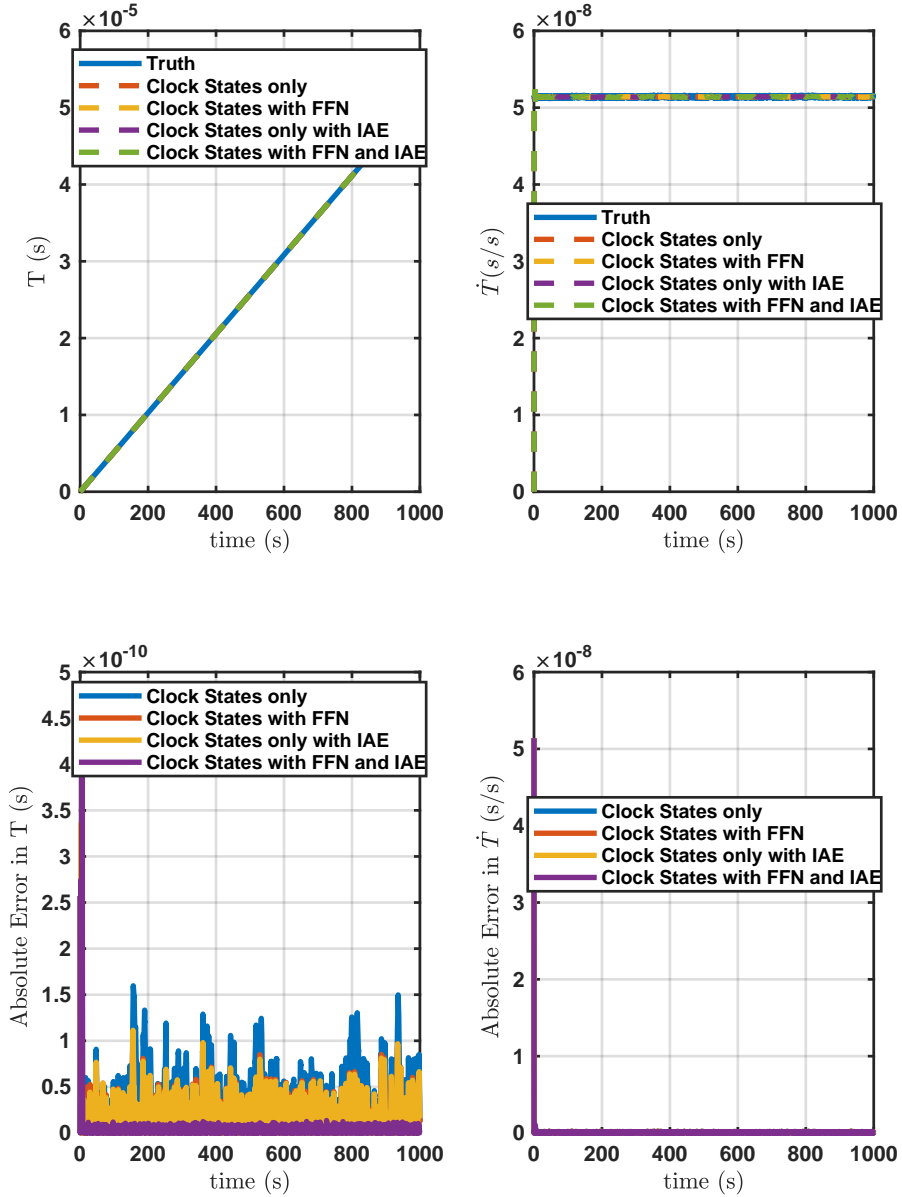 ×10^-5
6
Truth
Clock States only
Clock States with FFN
Clock States only with IAE
Clock States with FFN and IAE
5
4
T (s)
3
2
1
0
0 200 400 600 800 1000
time (s)
×10^-8
6
5
4
Truth
Clock States only
Clock States with FFN
Clock States only with IAE
Clock States with FFN and IAE
Ṫ(s/s)
3
2
1
0
0 200 400 600 800 1000
time (s)
×10^-10
5
Clock States only
Clock States with FFN
Clock States only with IAE
Clock States with FFN and IAE
4.5
4
3.5
Absolute Error in T (s)
3
2.5
2
1.5
1
0.5
0
0 200 400 600 800 1000
time (s)
×10^-8
6
5
4
Clock States only
Clock States with FFN
Clock States only with IAE
Clock States with FFN and IAE
Absolute Error in Ṫ (s/s)
3
2
1
0
0 200 400 600 800 1000
time (s)